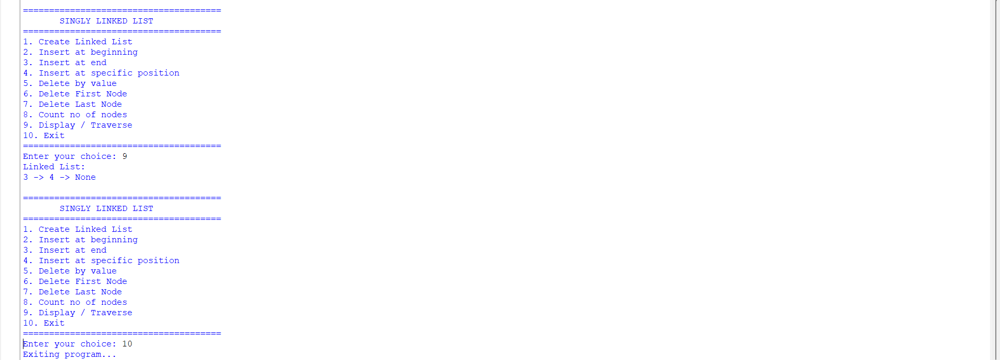 ======================================
       SINGLY LINKED LIST
======================================
1. Create Linked List
2. Insert at beginning
3. Insert at end
4. Insert at specific position
5. Delete by value
6. Delete First Node
7. Delete Last Node
8. Count no of nodes
9. Display / Traverse
10. Exit
======================================
Enter your choice: 9
Linked List:
3 -> 4 -> None

======================================
       SINGLY LINKED LIST
======================================
1. Create Linked List
2. Insert at beginning
3. Insert at end
4. Insert at specific position
5. Delete by value
6. Delete First Node
7. Delete Last Node
8. Count no of nodes
9. Display / Traverse
10. Exit
======================================
Enter your choice: 10
Exiting program...